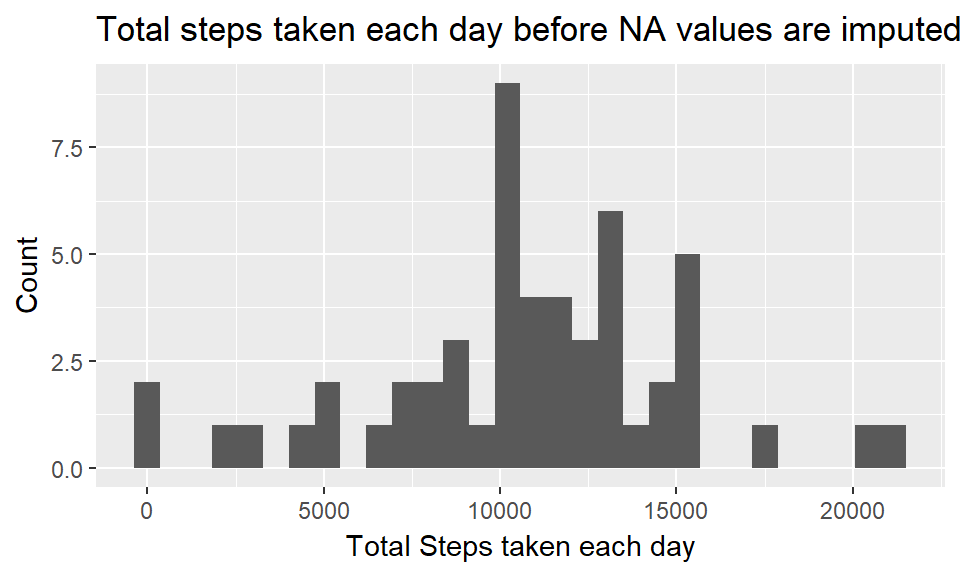 Total steps taken each day before NA values are imputed
7.5
5.0
2.5
0.0
Count
0 5000 10000 15000 20000
Total Steps taken each day